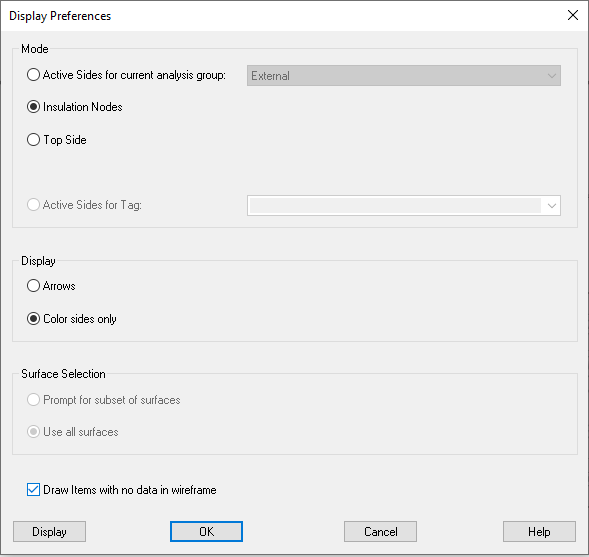 Display Preferences
Mode
Active Sides for current analysis group: External
Insulation Nodes
Top Side
Active Sides for Tag:
Display
Arrows
Color sides only
Surface Selection
Prompt for subset of surfaces
Use all surfaces
Draw Items with no data in wireframe
Display OK Cancel Help